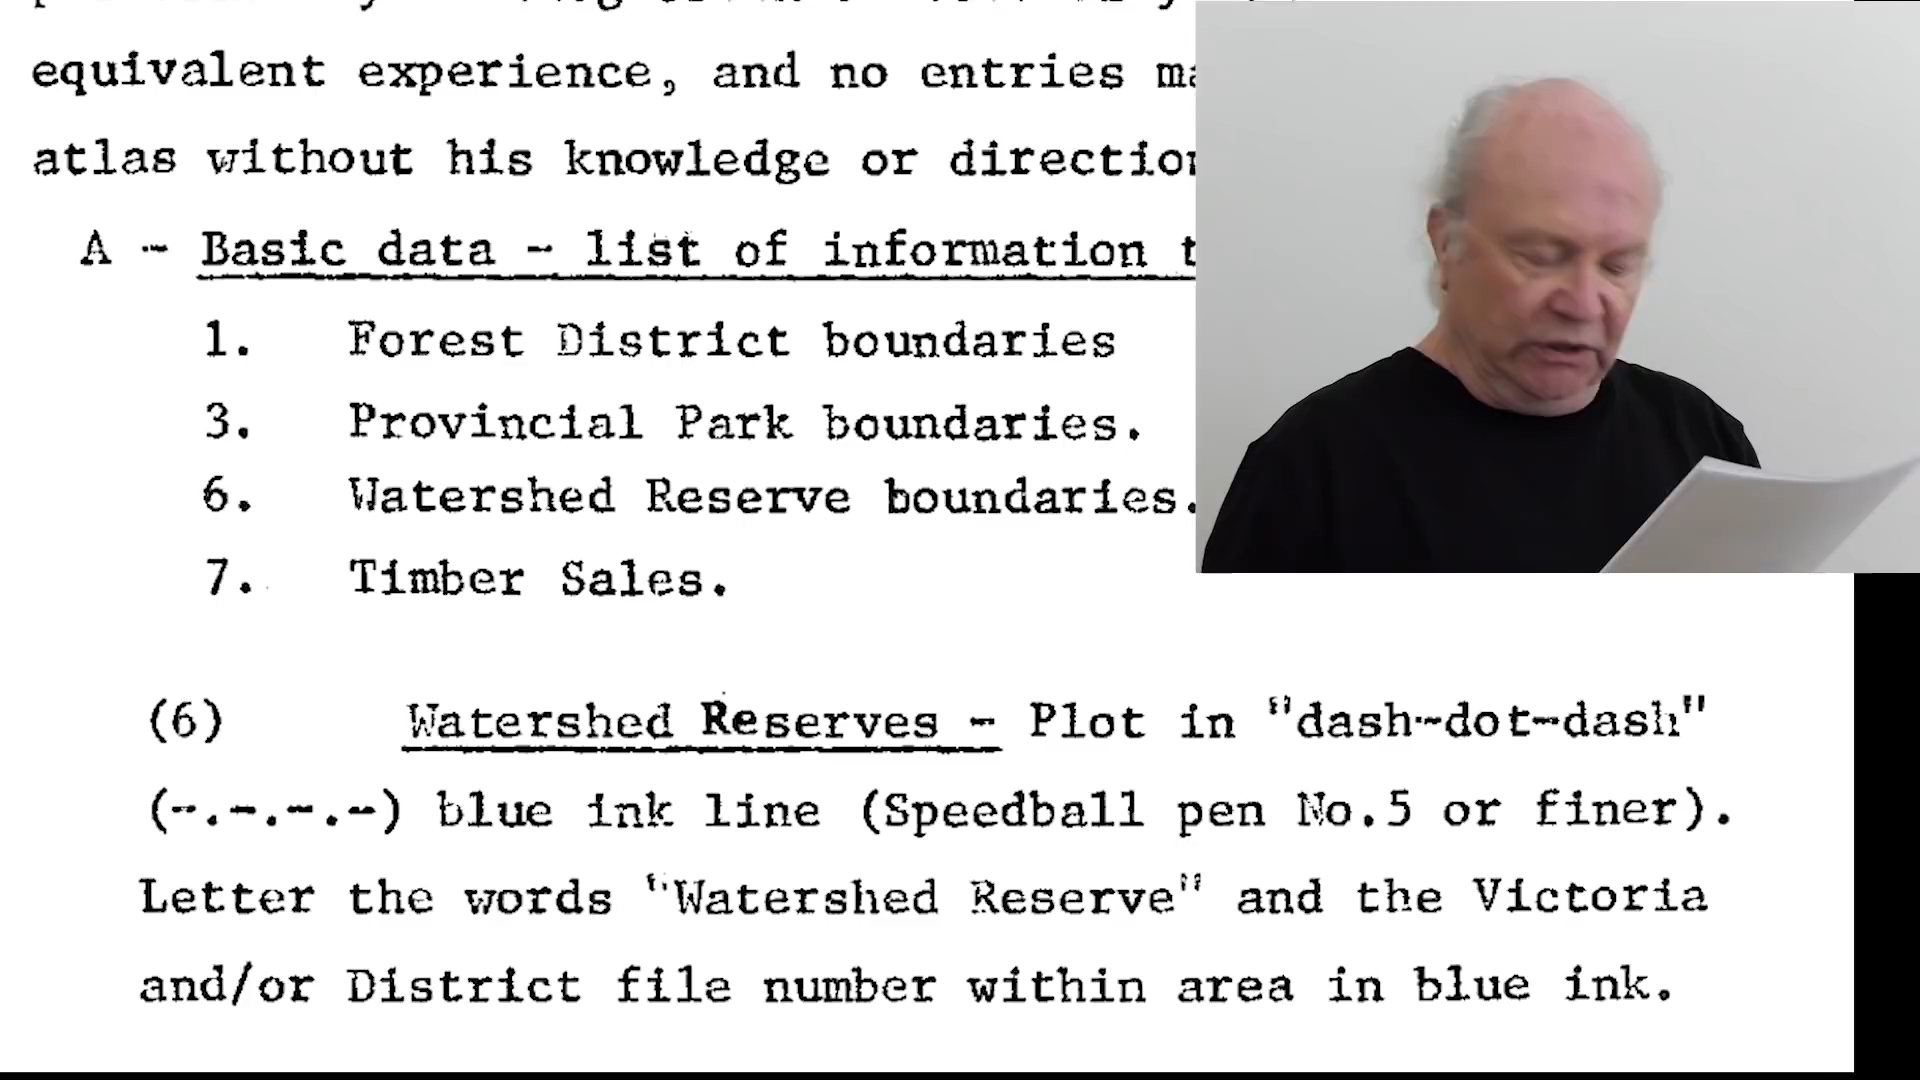 equivalent experience, and no entries
atlas without his knowledge or
A - Basic data - list of information
1. Forest District boundaries
3. Provincial Park boundaries.
6. Watershed Reserve boundaries.
7. Timber Sales.
(6) Watershed Reserves - Plot in "dash-dot-dash"
(-.-.-.-) blue ink line (Speedball pen No.5 or finer).
Letter the words "Watershed Reserve" and the Victoria
and/or District file number within area in blue ink.